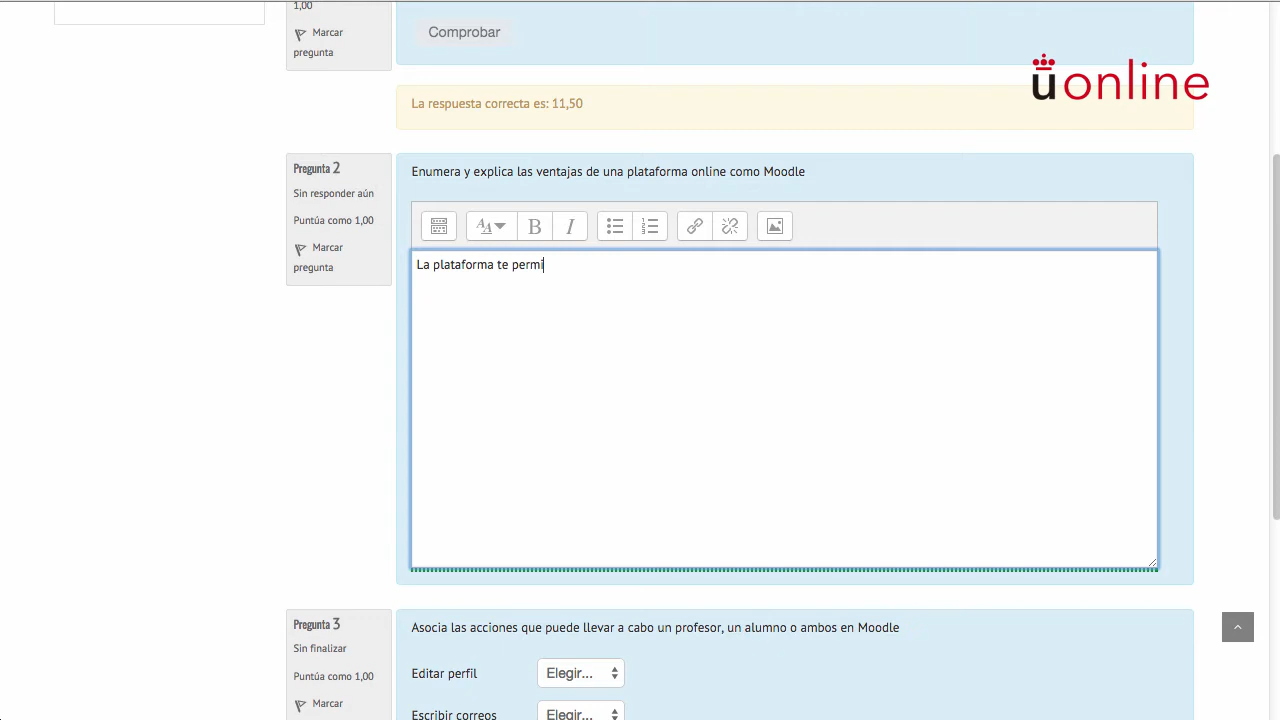 1,00
Marcar
pregunta
Comprobar
uonline
La respuesta correcta es: 11,50
Pregunta 2
Sin responder aún
Puntúa como 1,00
Marcar
pregunta
Enumera y explica las ventajas de una plataforma online como Moodle
La plataforma te permi
Pregunta 3
Sin finalizar
Puntúa como 1,00
Marcar
Asocia las acciones que puede llevar a cabo un profesor, un alumno o ambos en Moodle
Editar perfil Elegir...
Escribir correos Elegir...